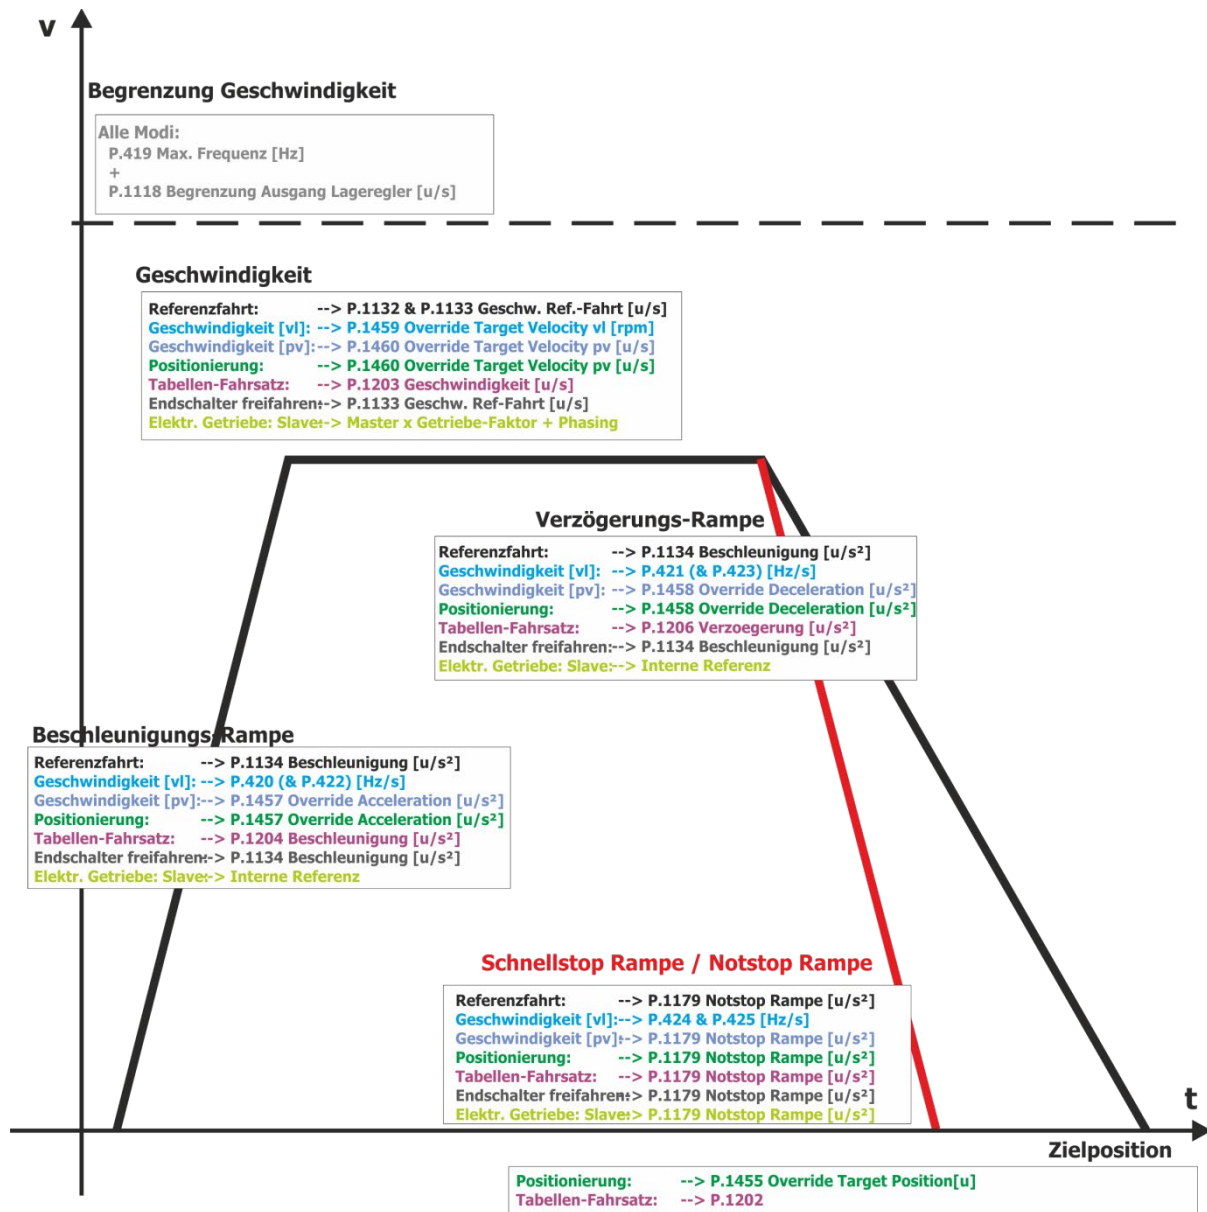 v
Begrenzung Geschwindigkeit
Alle Modi:
P.419 Max. Frequenz [Hz]
+
P.1118 Begrenzung Ausgang Lageregler [u/s]
Geschwindigkeit
Referenzfahrt: --> P.1132 & P.1133 Geschw. Ref.-Fahrt [u/s]
Geschwindigkeit [vl]: --> P.1459 Override Target Velocity vl [rpm]
Geschwindigkeit [pv]: --> P.1460 Override Target Velocity pv [u/s]
Positionierung: --> P.1460 Override Target Velocity pv [u/s]
Tabellen-Fahrsatz: --> P.1203 Geschwindigkeit [u/s]
Endschalter freifahren: --> P.1133 Geschw. Ref-Fahrt [u/s]
Elektr. Getriebe: Slave: --> Master x Getriebe-Faktor + Phasing
Verzögerungs-Rampe
Referenzfahrt: --> P.1134 Beschleunigung [u/s²]
Geschwindigkeit [vl]: --> P.421 (& P.423) [Hz/s]
Geschwindigkeit [pv]: --> P.1458 Override Deceleration [u/s²]
Positionierung: --> P.1458 Override Deceleration [u/s²]
Tabellen-Fahrsatz: --> P.1206 Verzoegerung [u/s²]
Endschalter freifahren: --> P.1134 Beschleunigung [u/s²]
Elektr. Getriebe: Slave: --> Interne Referenz
Beschleunigungs-Rampe
Referenzfahrt: --> P.1134 Beschleunigung [u/s²]
Geschwindigkeit [vl]: --> P.420 (& P.422) [Hz/s]
Geschwindigkeit [pv]: --> P.1457 Override Acceleration [u/s²]
Positionierung: --> P.1457 Override Acceleration [u/s²]
Tabellen-Fahrsatz: --> P.1204 Beschleunigung [u/s²]
Endschalter freifahren: --> P.1134 Beschleunigung [u/s²]
Elektr. Getriebe: Slave: --> Interne Referenz
Schnellstop Rampe / Notstop Rampe
Referenzfahrt: --> P.1179 Notstop Rampe [u/s²]
Geschwindigkeit [vl]: --> P.424 & P.425 [Hz/s]
Geschwindigkeit [pv]: --> P.1179 Notstop Rampe [u/s²]
Positionierung: --> P.1179 Notstop Rampe [u/s²]
Tabellen-Fahrsatz: --> P.1179 Notstop Rampe [u/s²]
Endschalter freifahren: --> P.1179 Notstop Rampe [u/s²]
Elektr. Getriebe: Slave: --> P.1179 Notstop Rampe [u/s²]
t
Zielposition
Positionierung: --> P.1455 Override Target Position[u]
Tabellen-Fahrsatz: --> P.1202